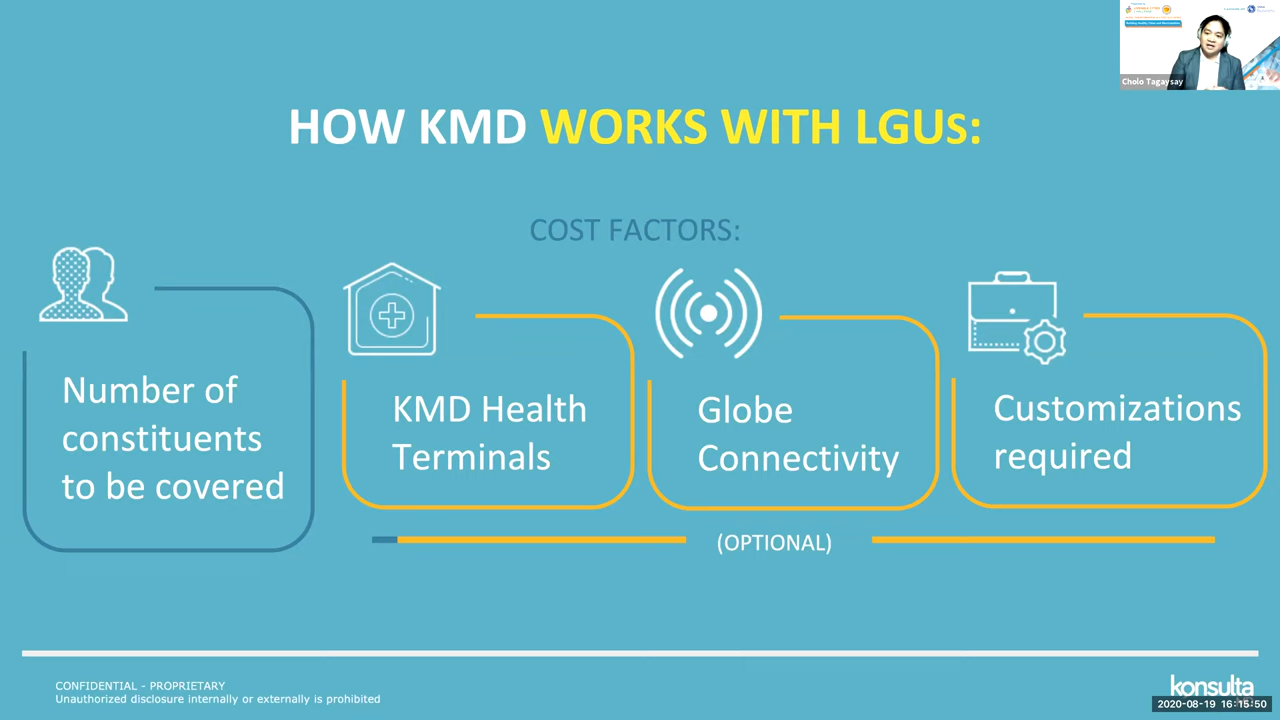 Cholo Tagaysay
HOW KMD WORKS WITH LGUS:
COST FACTORS:
Number of
constituents
to be covered
KMD Health
Terminals
Globe
Connectivity
Customizations
required
(OPTIONAL)
CONFIDENTIAL - PROPRIETARY
Unauthorized disclosure internally or externally is prohibited
konsulta
2020-08-19 16:15:50